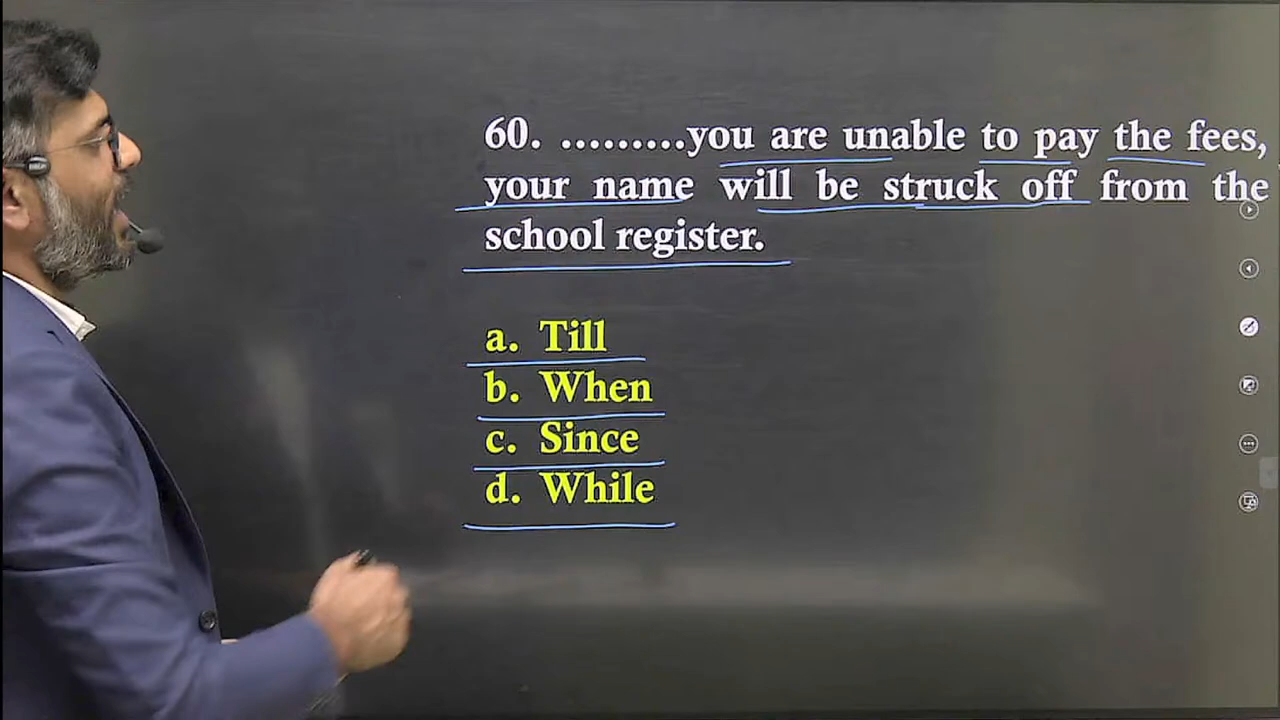 60. .........you are unable to pay the fees,
your name will be struck off from the
school register.
a. Till
b. When
c. Since
d. While